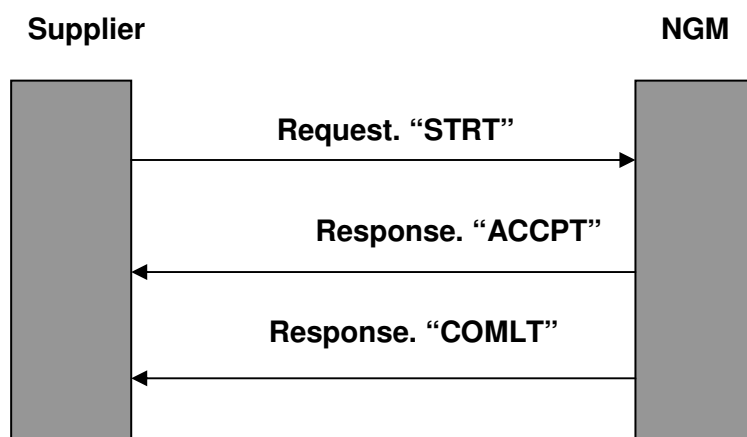 Supplier
NGM
Request. “STRT”
Response. “ACCPT”
Response. “COMLT”